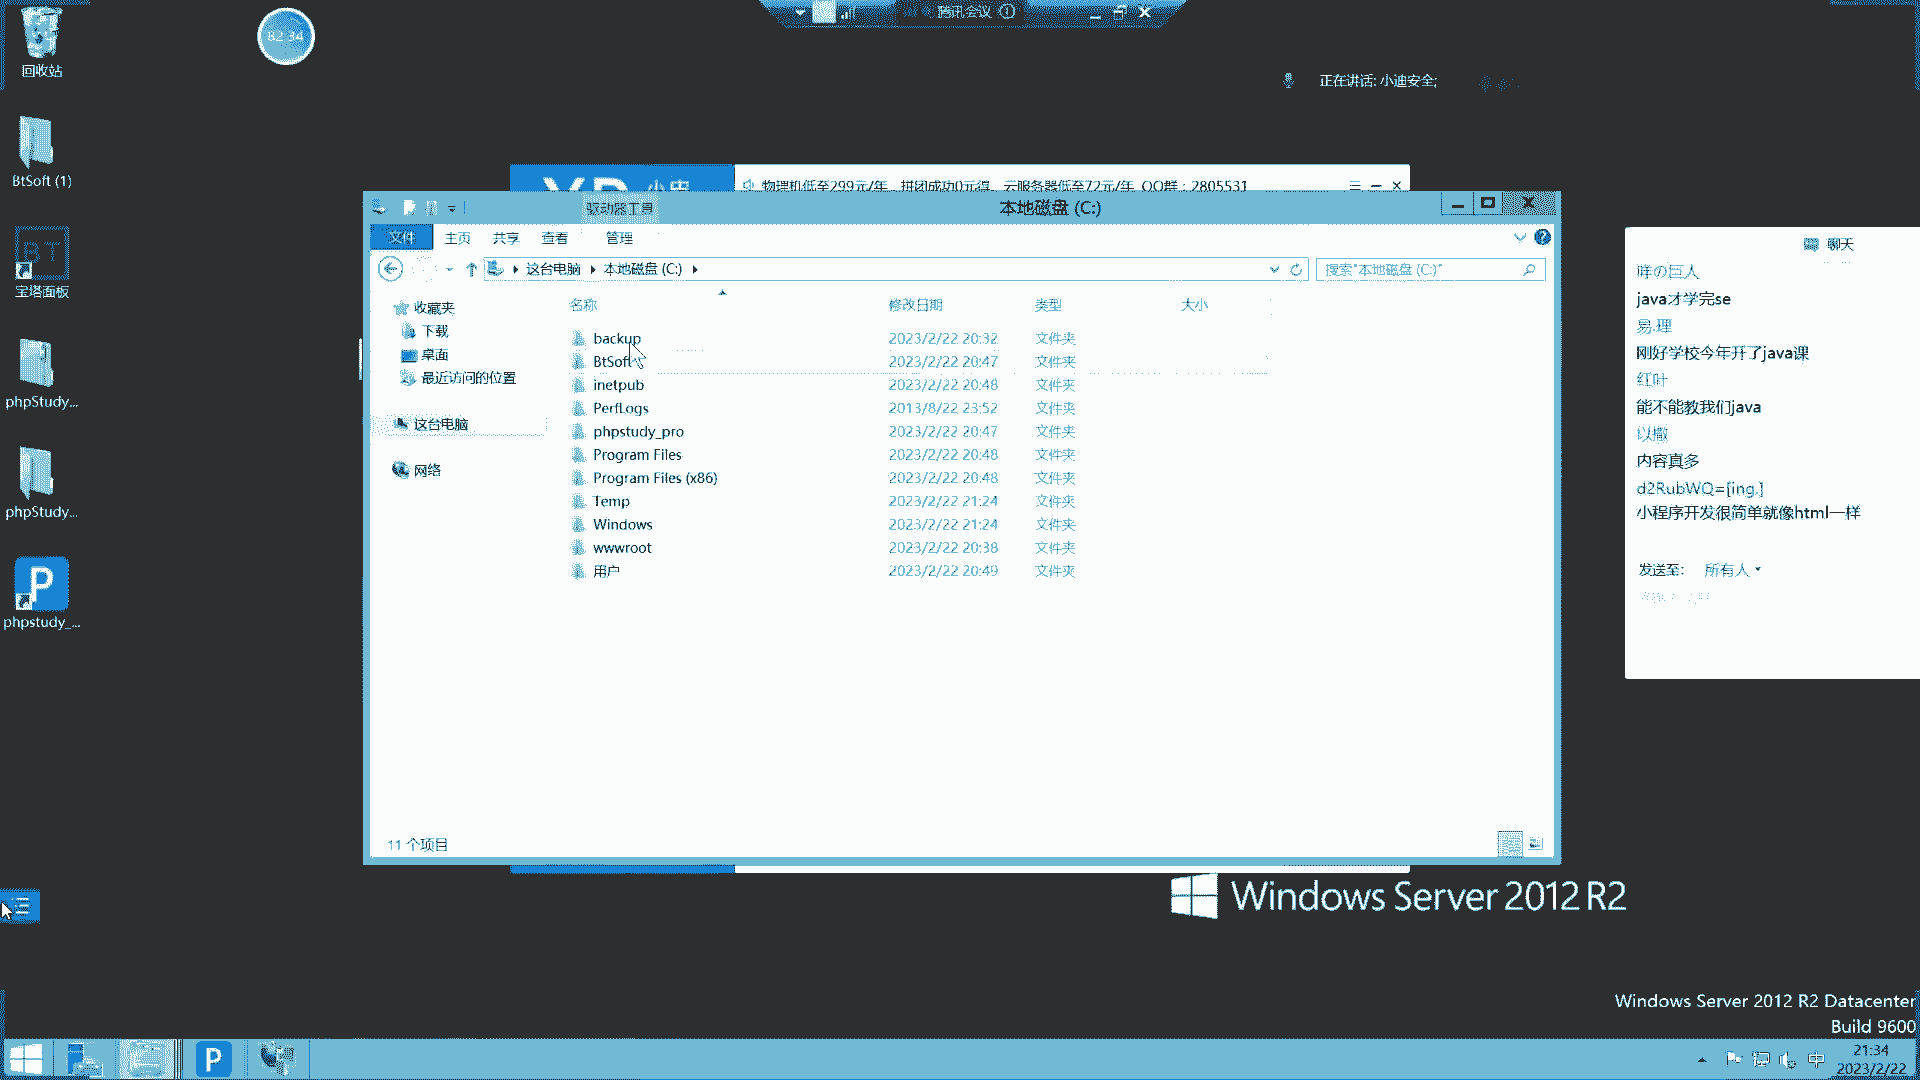 回收站
82:34
腾讯会议
正在讲话: 小迪安全;
BtSoft (1)
宝塔面板
phpStudy...
phpStudy...
phpstudy_...
物理机低至299元/年
拼团成功0元得
云服务器低至72元/年 QQ群：2805531
驱动器工具
本地磁盘 (C:)
文件 主页 共享 查看 管理
这台电脑 本地磁盘 (C:)
搜索"本地磁盘 (C:)"
收藏夹
下载
桌面
最近访问的位置
这台电脑
网络
名称 修改日期 类型 大小
backup 2023/2/22 20:32 文件夹
BtSoft 2023/2/22 20:47 文件夹
inetpub 2023/2/22 20:48 文件夹
PerfLogs 2013/8/22 23:52 文件夹
phpstudy_pro 2023/2/22 20:47 文件夹
Program Files 2023/2/22 20:48 文件夹
Program Files (x86) 2023/2/22 20:48 文件夹
Temp 2023/2/22 21:24 文件夹
Windows 2023/2/22 21:24 文件夹
wwwroot 2023/2/22 20:38 文件夹
用户 2023/2/22 20:49 文件夹
11 个项目
聊天
の巨人
java才学完se
易.理
刚好学校今年开了java课
红叶
能不能教我们java
以撒
内容真多
d2RubWQ=[ing.]
小程序开发很简单就像html一样
发送至: 所有人
Windows Server 2012 R2
Windows Server 2012 R2 Datacenter
Build 9600
中
21:34
2023/2/22